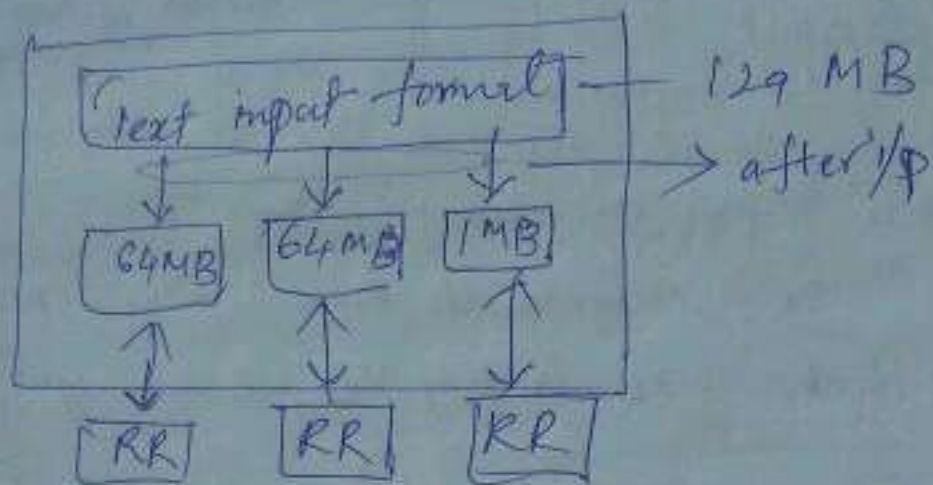 Text input format
129 MB
after i/p
64MB
64MB
1MB
RR
RR
RR